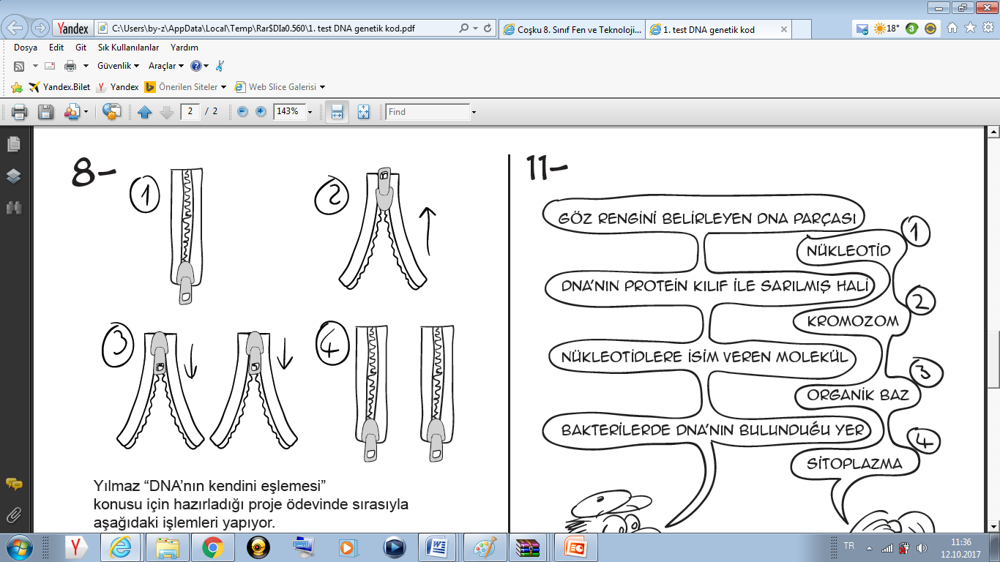 Yandex
C:\Users\by-z\AppData\Local\Temp\Rar$DIa0.560\1. test DNA genetik kod.pdf
Coşku 8. Sınıf Fen ve Teknoloji...
1. test DNA genetik kod
18°
3
Dosya Edit Git Sık Kullanılanlar Yardım
Güvenlik Araçlar
Yandex.Bilet Yandex Önerilen Siteler Web Slice Galerisi
2 / 2 143% Find
8-
1
2
3
4
Yılmaz “DNA’nın kendini eşlemesi”
konusu için hazırladığı proje ödevinde sırasıyla
aşağıdaki işlemleri yapıyor.
11-
GÖZ RENGİNİ BELİRLEYEN DNA PARÇASI
1
NÜKLEOTİD
DNA'NIN PROTEİN KILIF İLE SARILMIŞ HALİ
2
KROMOZOM
NÜKLEOTİDLERE İSİM VEREN MOLEKÜL
3
ORGANİK BAZ
BAKTERİLERDE DNA'NIN BULUNDUĞU YER
4
SİTOPLAZMA
TR
11:36
12.10.2017